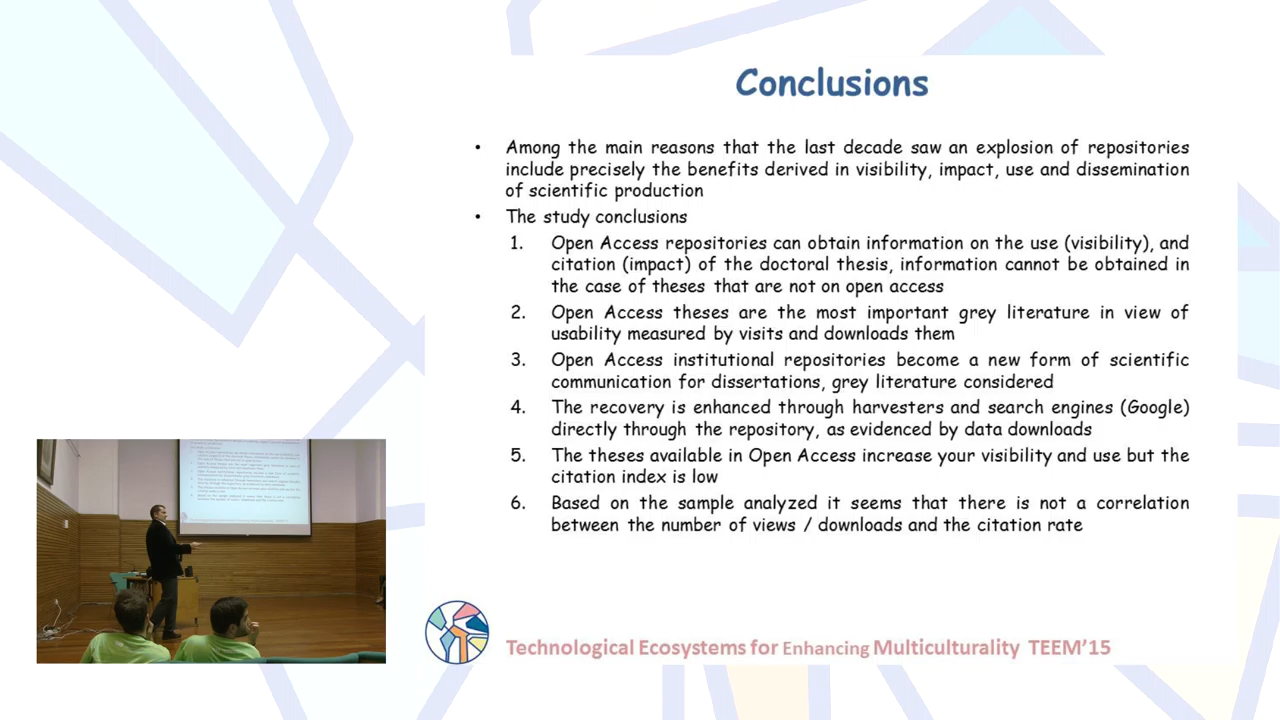 Conclusions
• Among the main reasons that the last decade saw an explosion of repositories
include precisely the benefits derived in visibility, impact, use and dissemination
of scientific production
• The study conclusions
1. Open Access repositories can obtain information on the use (visibility), and
citation (impact) of the doctoral thesis, information cannot be obtained in
the case of theses that are not on open access
2. Open Access theses are the most important grey literature in view of
usability measured by visits and downloads them
3. Open Access institutional repositories become a new form of scientific
communication for dissertations, grey literature considered
4. The recovery is enhanced through harvesters and search engines (Google)
directly through the repository, as evidenced by data downloads
5. The theses available in Open Access increase your visibility and use but the
citation index is low
6. Based on the sample analyzed it seems that there is not a correlation
between the number of views / downloads and the citation rate
Technological Ecosystems for Enhancing Multiculturality TEEM'15